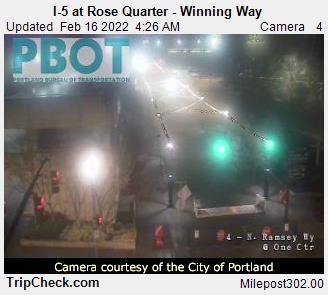 I-5 at Rose Quarter - Winning Way
Updated Feb 16 2022 4:26 AM Camera 4
PBOT
PORTLAND BUREAU OF TRANSPORTATION
4 - N. Ramsey Wy
@ One Ctr
Camera courtesy of the City of Portland
TripCheck.com Milepost302.00